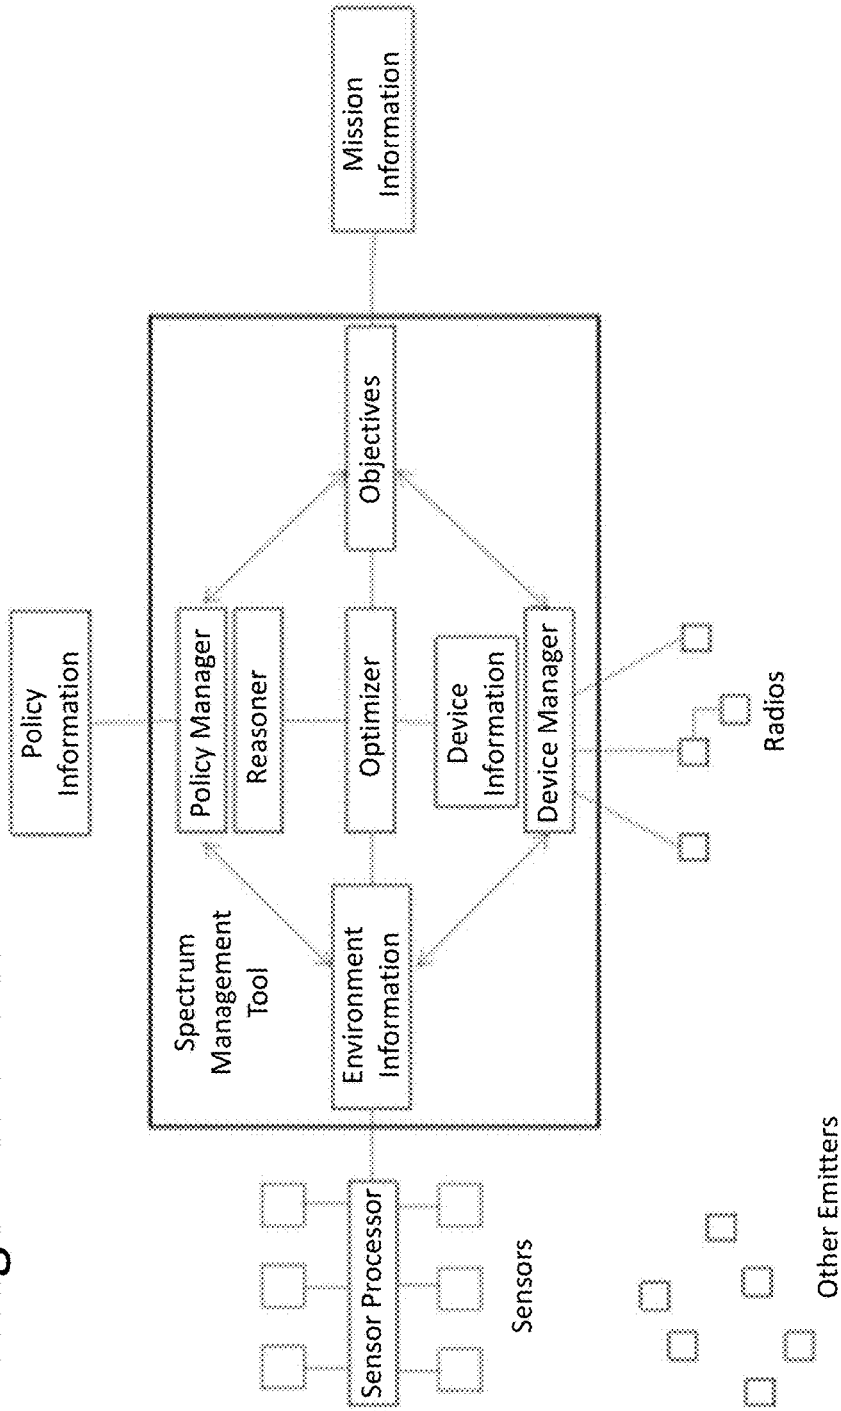 Policy
Information
Spectrum
Management
Tool
Policy Manager
Reasoner
Sensor Processor
Environment
Information
Optimizer
Objectives
Mission
Information
Device
Information
Device Manager
Sensors
Radios
Other Emitters